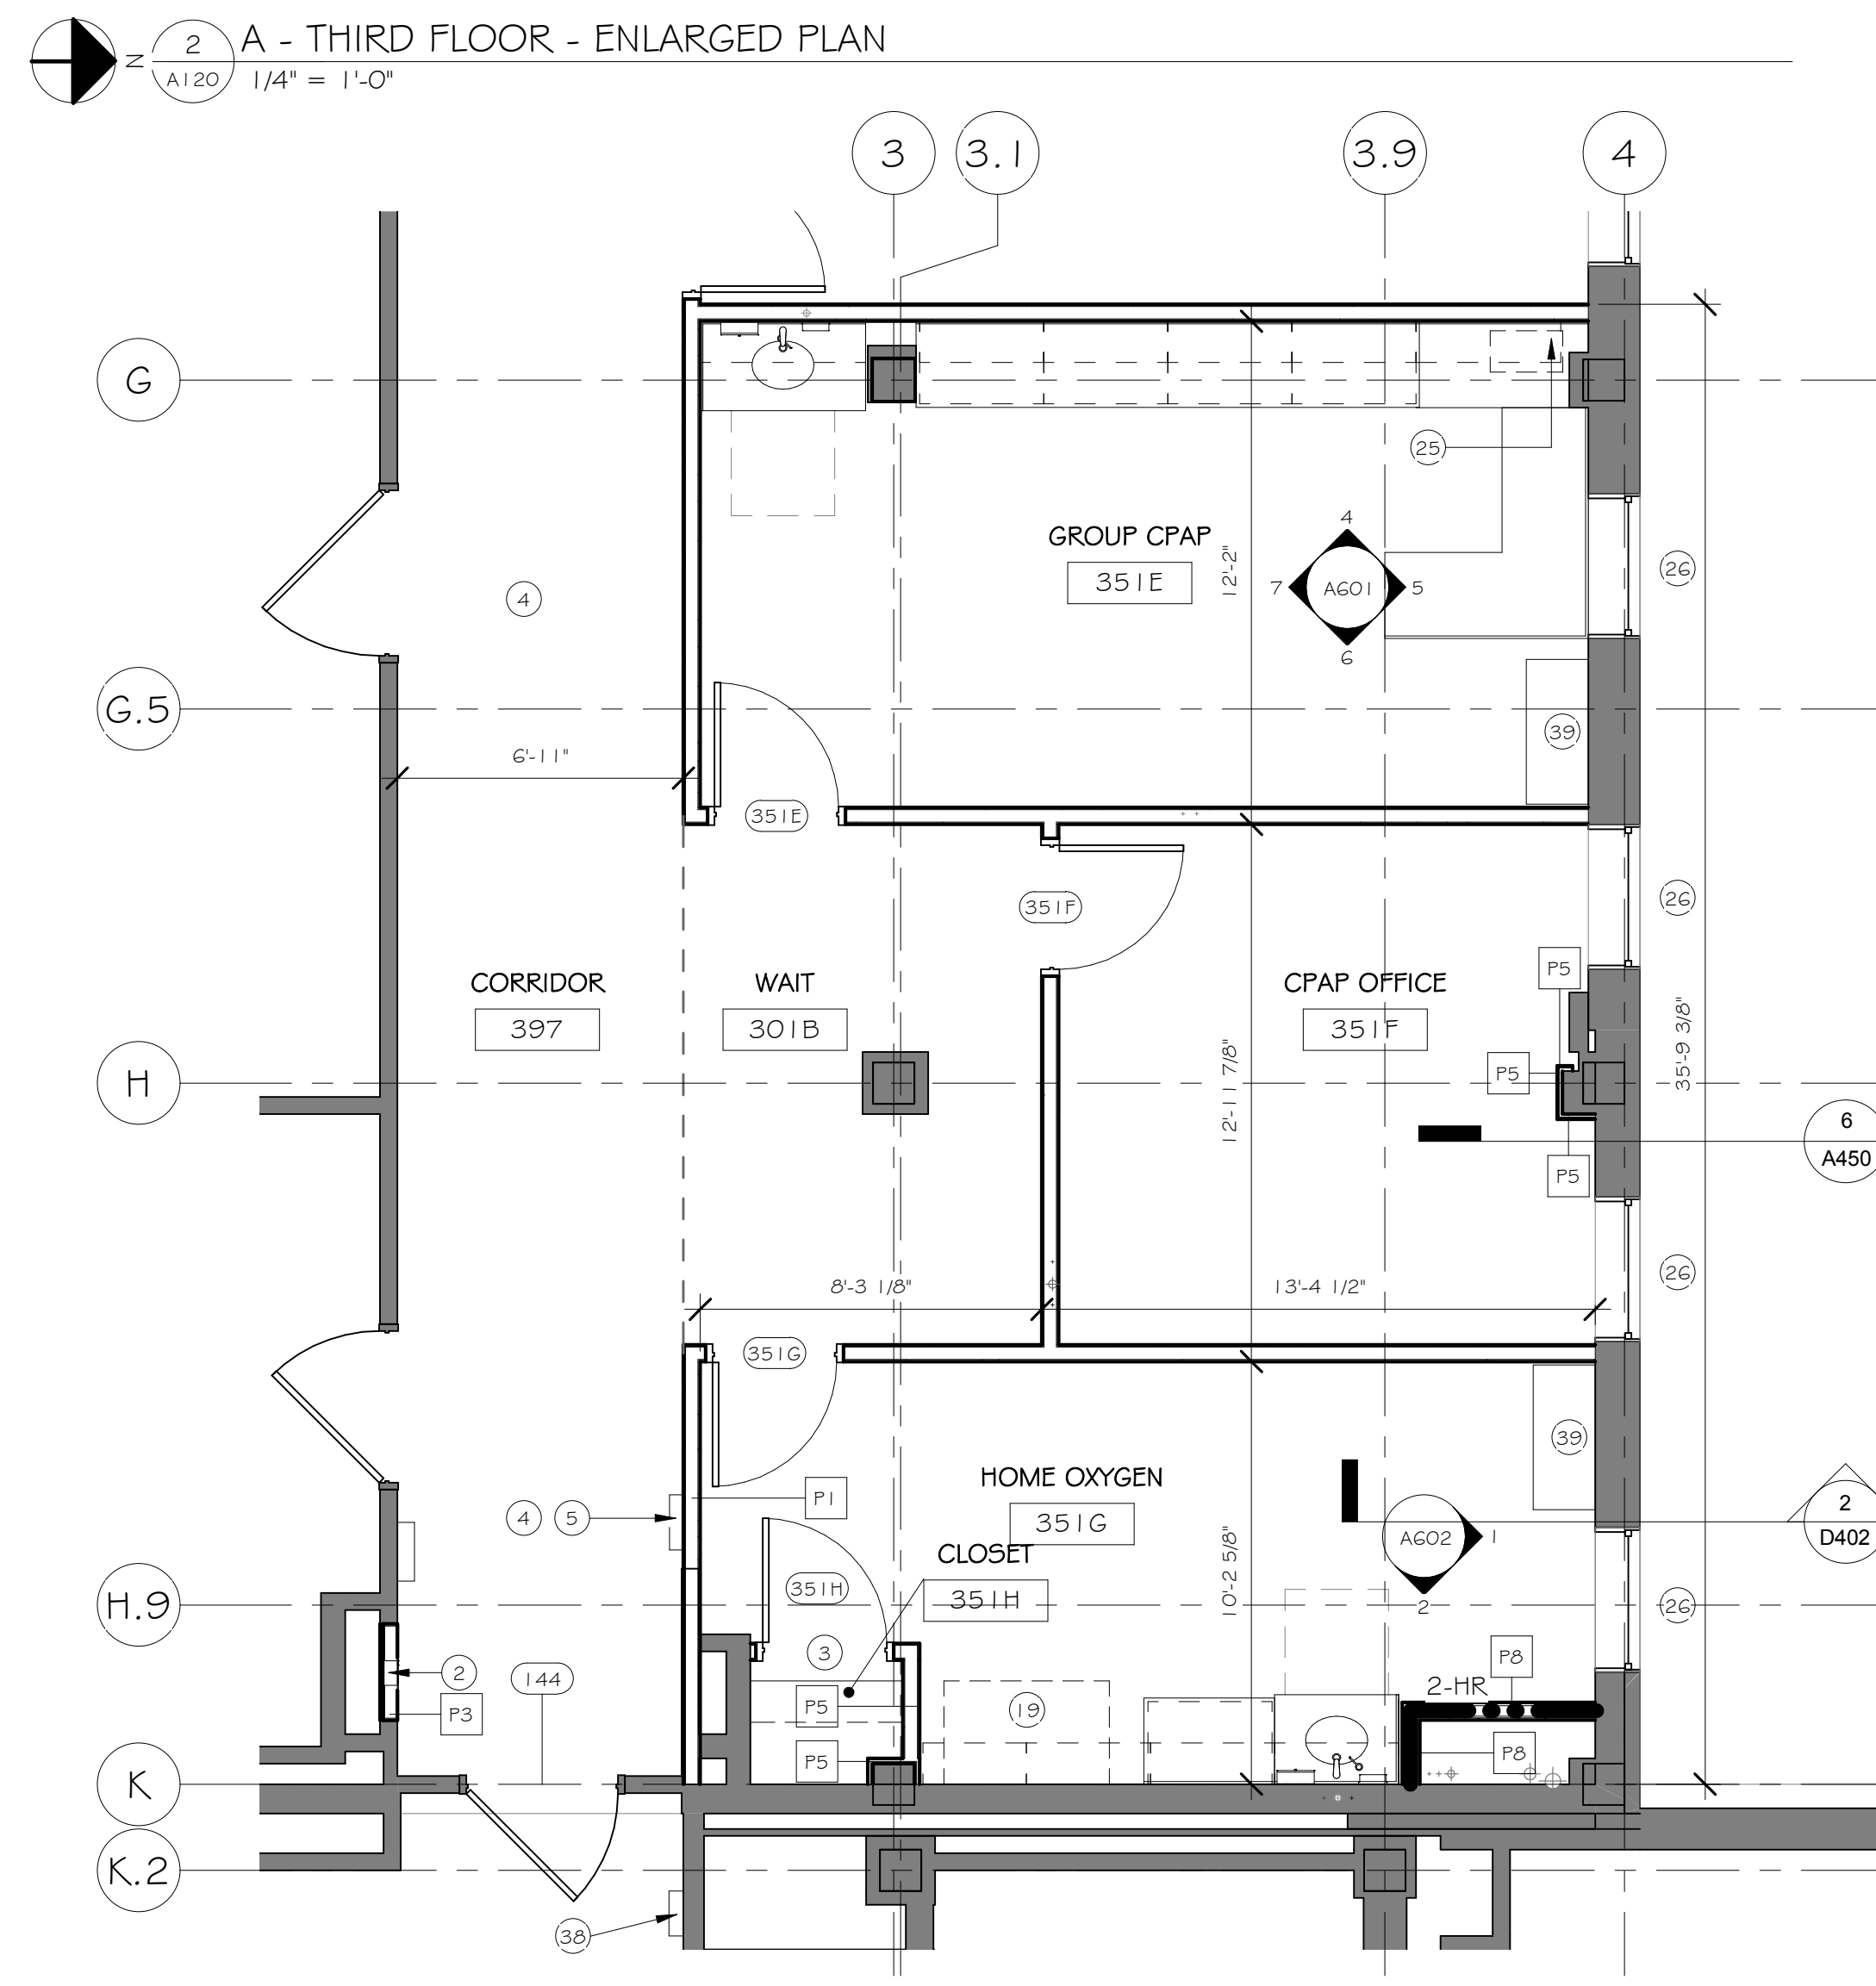 2 A - THIRD FLOOR - ENLARGED PLAN
N
A120 1/4" = 1'-0"
3 3.1 3.9 4
G
25
4
GROUP CPAP
351E
12'-2"
7 A601 5
6
26
4
G.5
39
6'-11"
351E
351F
26
CORRIDOR
397
WAIT
301B
CPAP OFFICE
351F
P5
P5
35'-9 3/8"
H
12'-11 7/8"
6
A450
P5
8'-3 1/8"
13'-4 1/2"
26
351G
39
HOME OXYGEN
351G
P1
4 5
2
D402
A602 1
2
CLOSET
351H
351H
10'-2 5/8"
H.9
26
3
2
144
P3
P5
19
2-HR
P8
P5
P8
K
K.2
38